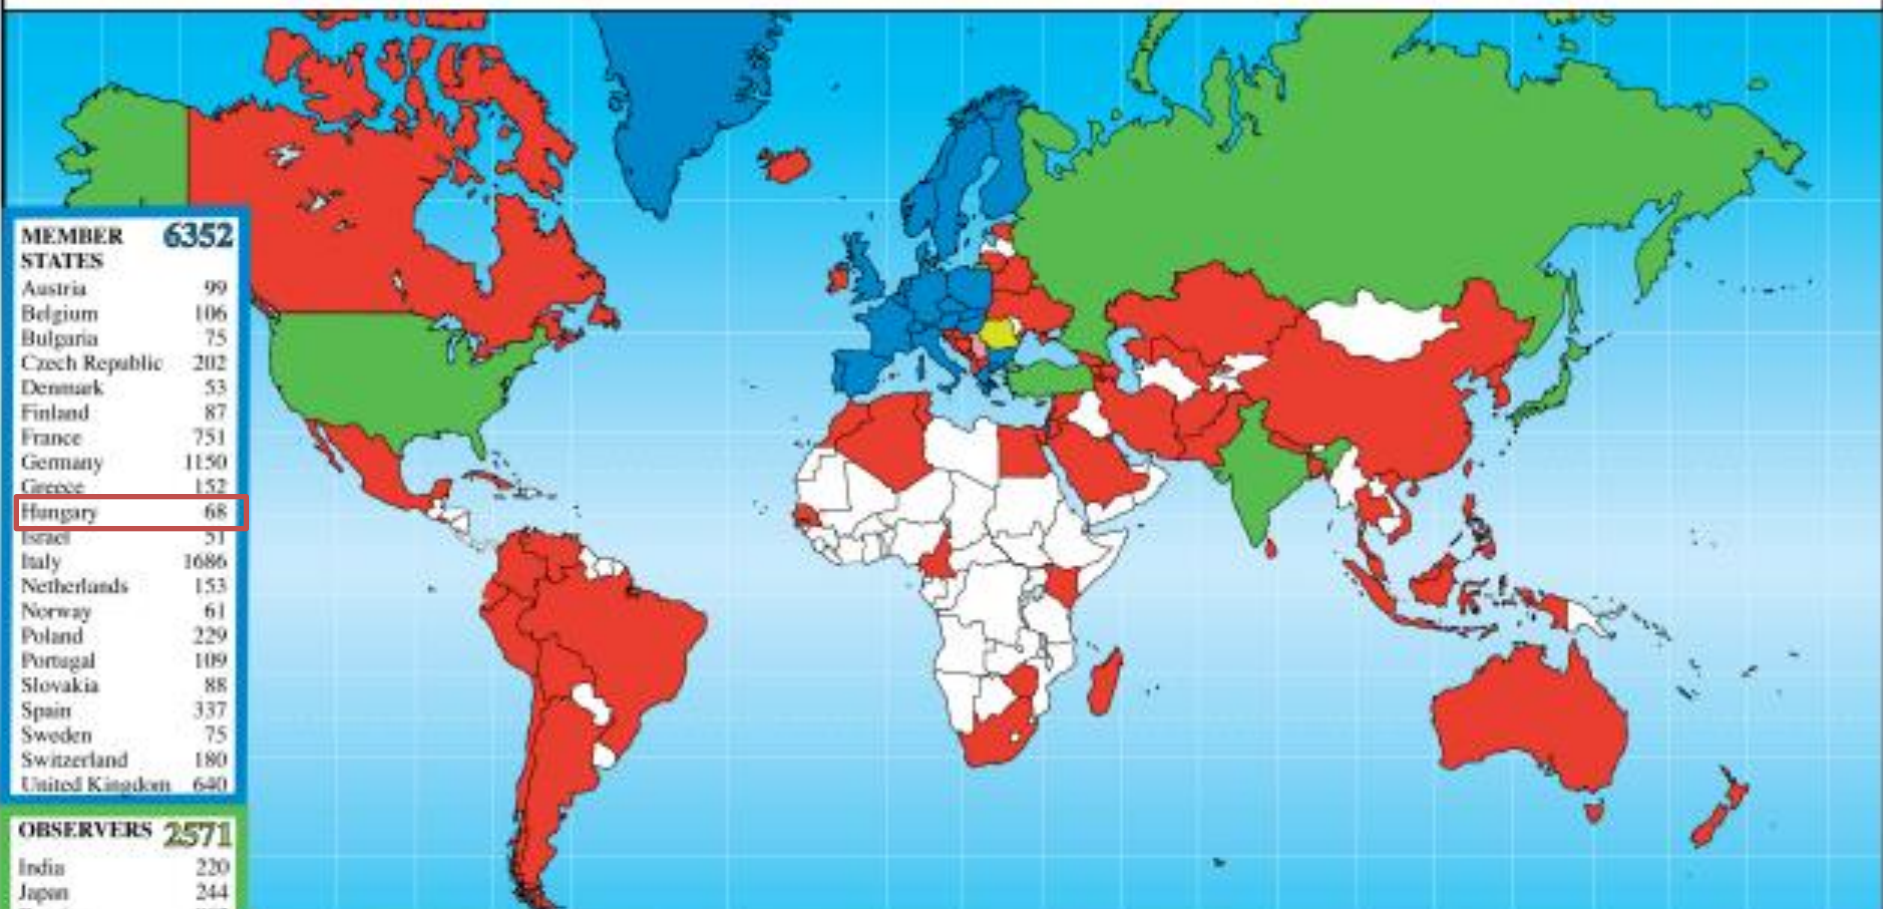 MEMBER 6352
STATES
Austria 99
Belgium 106
Bulgaria 75
Czech Republic 202
Denmark 53
Finland 87
France 751
Germany 1150
Greece 152
Hungary 68
Israel 51
Italy 1686
Netherlands 153
Norway 61
Poland 229
Portugal 109
Slovakia 88
Spain 337
Sweden 75
Switzerland 180
United Kingdom 640
OBSERVERS 2571
India 220
Japan 244